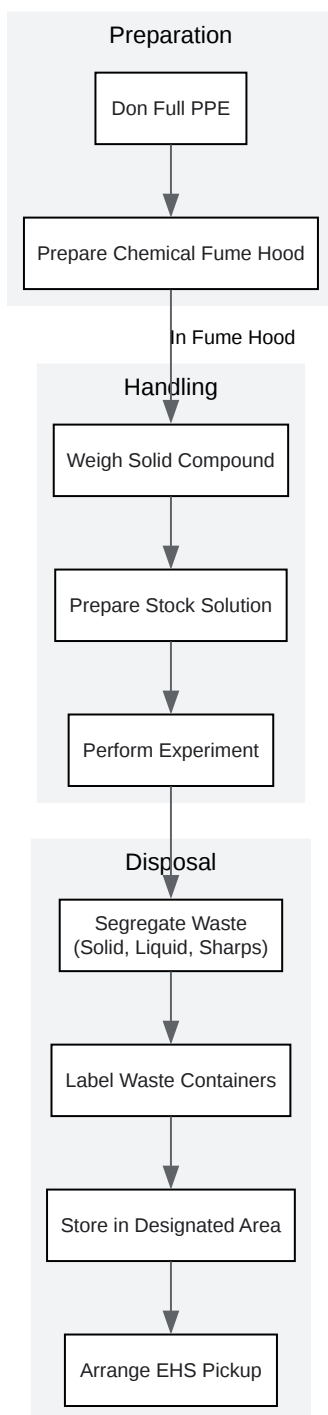 Preparation
Don Full PPE
Prepare Chemical Fume Hood
In Fume Hood
Handling
Weigh Solid Compound
Prepare Stock Solution
Perform Experiment
Disposal
Segregate Waste
(Solid, Liquid, Sharps)
Label Waste Containers
Store in Designated Area
Arrange EHS Pickup